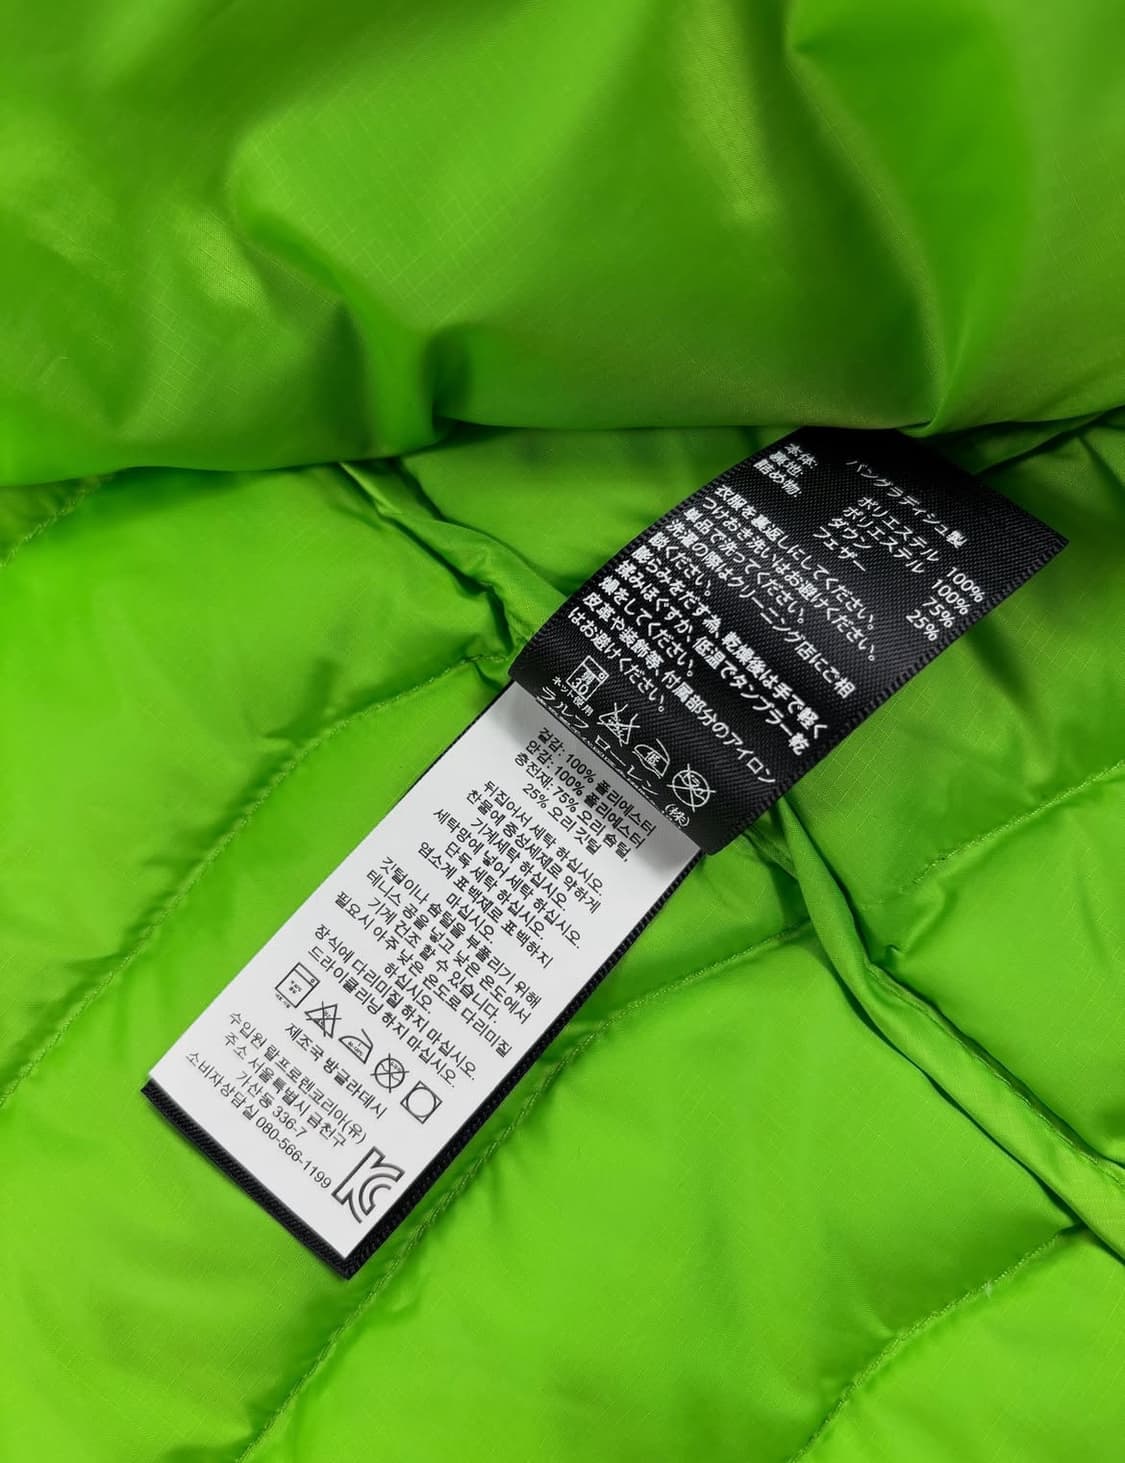 バングラデイシュ製
本体. ポリエステル 100%
裏地. ポリエステル 100%
詰め物. ダウン 75%
フェザー 25%
衣服を裏返しにしてください。
つけおき洗いはお避けください。
単品で洗ってください。
洗濯の際はクリーニング店にご相
談ください。
膨らみをだす為, 乾燥後は手で軽く
揉みほぐすか, 低温でタンブラー乾
燥をしてください。
皮革や装飾等, 付属部分のアイロン
はお避けください。
30
ネット使用
低
ラルフ ローレン (株)
겉감: 100% 폴리에스터
안감: 100% 폴리에스터
충전재: 75% 오리 솜털,
25% 오리 깃털
뒤집어서 세탁 하십시오.
찬물에 중성세제로 약하게
기계세탁 하십시오.
세탁망에 넣어 세탁 하십시오.
단독 세탁 하십시오.
염소계 표백제로 표백하지
마십시오.
깃털이나 솜털을 부풀리기 위해
테니스 공을 넣고 낮은 온도에서
기계 건조 할 수 있습니다.
필요시 아주 낮은 온도로 다리미질
하십시오.
장식에 다리미질 하지 마십시오.
드라이클리닝 하지 마십시오.
제조국 방글라데시
수입원 랄프로렌코리아(유)
주소 서울특별시 금천구
가산동 336-7
소비자상담실 080-566-1199